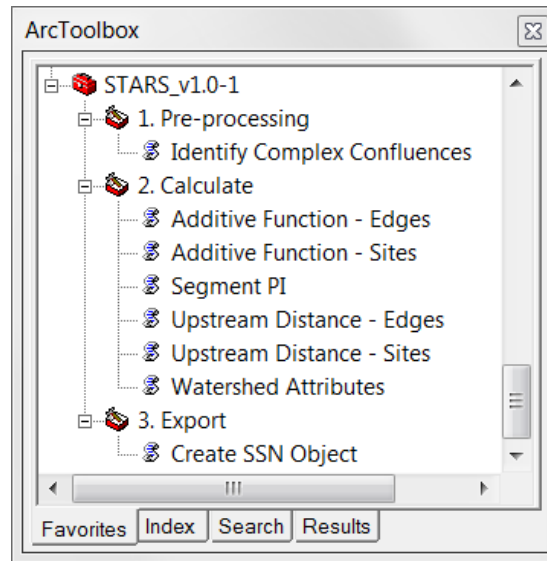 ArcToolbox
STARS_v1.0-1
1. Pre-processing
Identify Complex Confluences
2. Calculate
Additive Function - Edges
Additive Function - Sites
Segment PI
Upstream Distance - Edges
Upstream Distance - Sites
Watershed Attributes
3. Export
Create SSN Object
Favorites Index Search Results